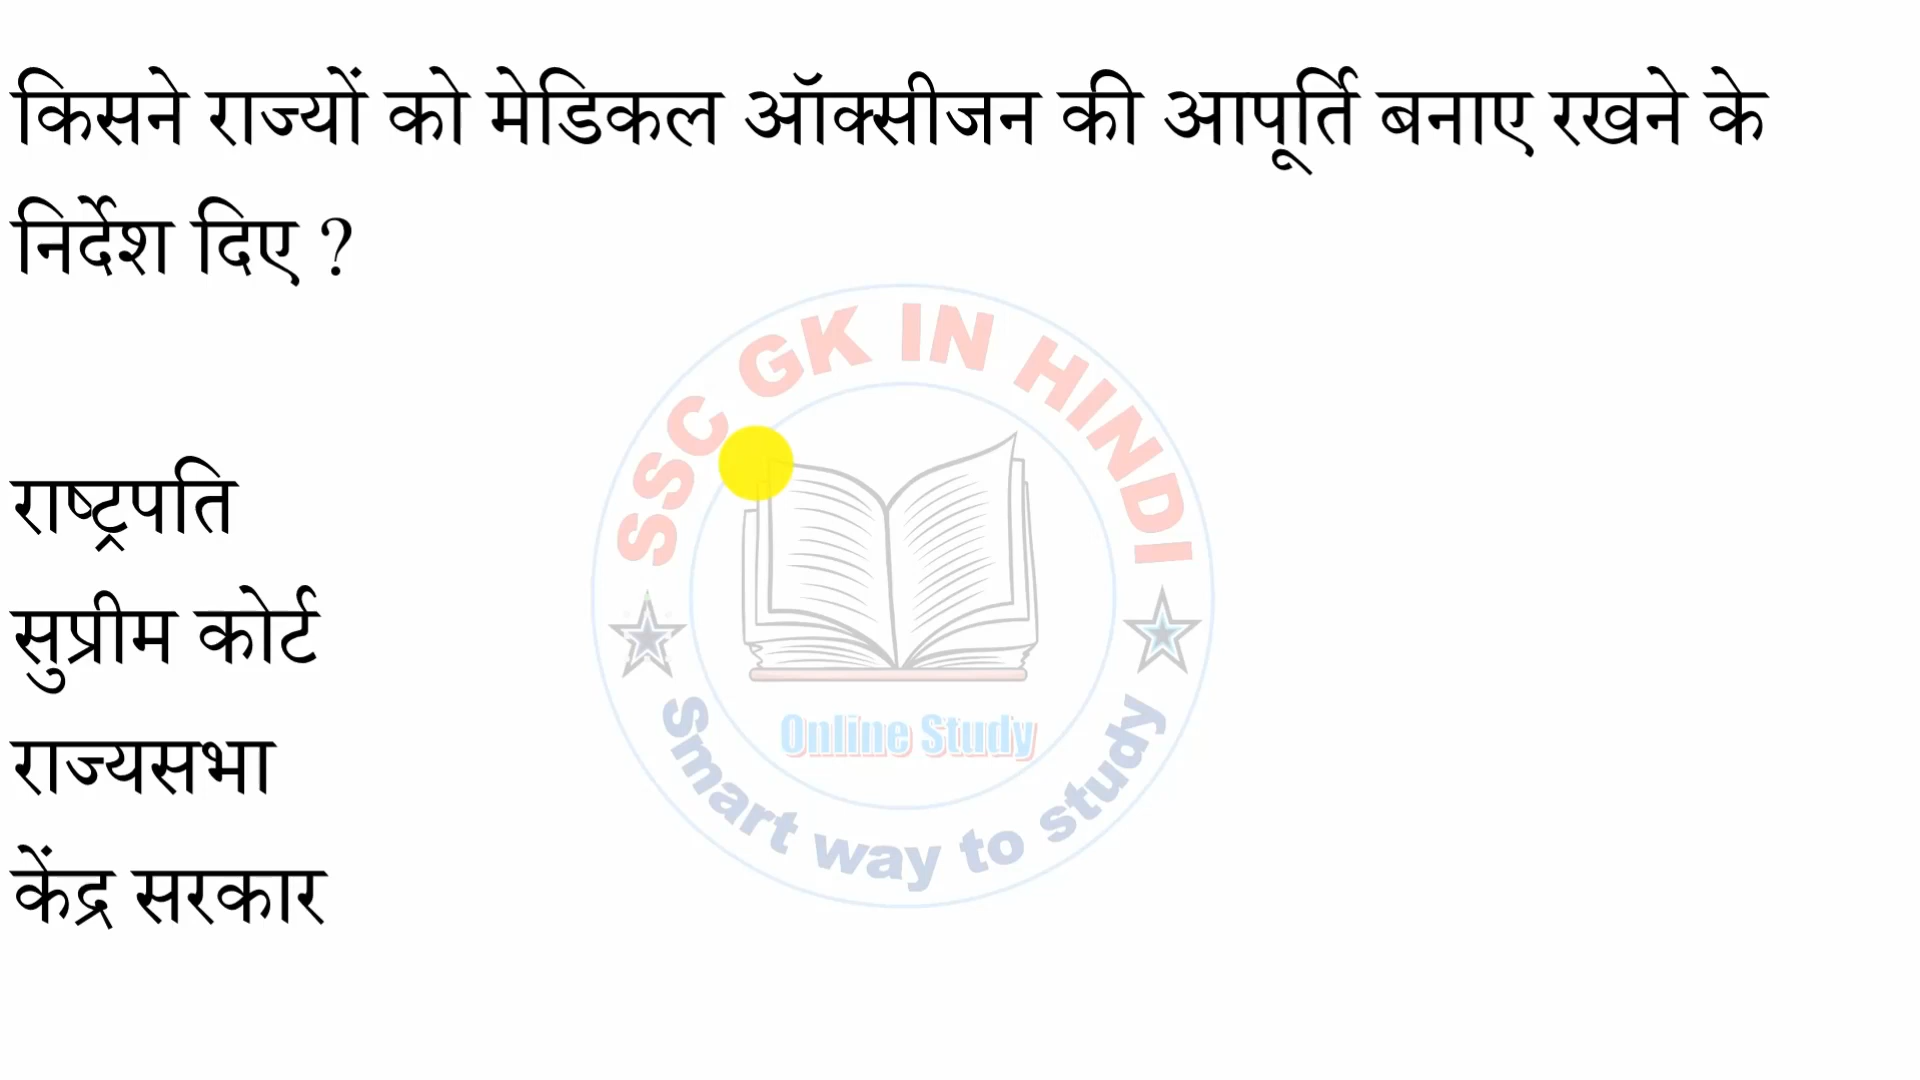 किसने राज्यों को मेडिकल ऑक्सीजन की आपूर्ति बनाए रखने के
निर्देश दिए ?
SSC GK IN HINDI
राष्ट्रपति
सुप्रीम कोर्ट
राज्यसभा
केंद्र सरकार
Online Study
Smart way to study